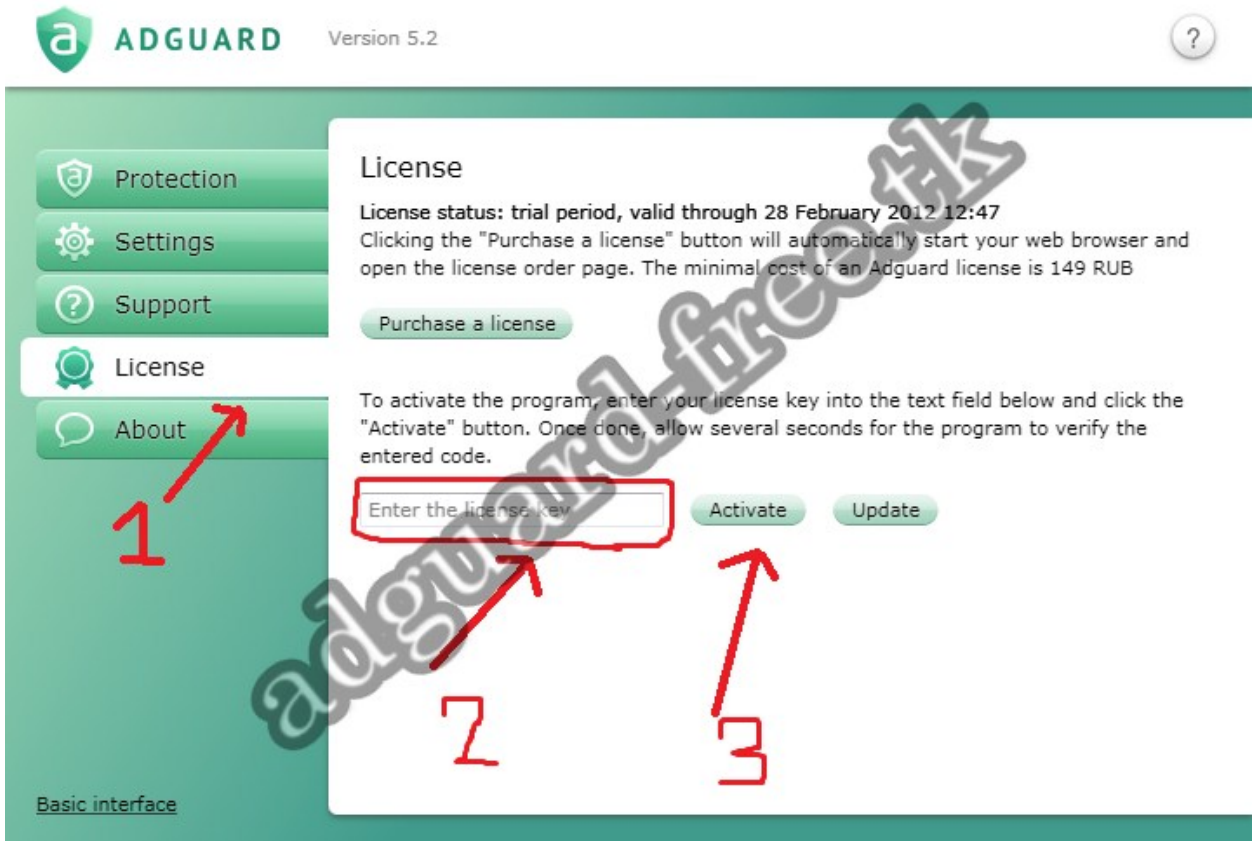 ADGUARD Version 5.2 ?
Protection
Settings
Support
License
About
Basic interface
License
License status: trial period, valid through 28 February 2012 12:47
Clicking the "Purchase a license" button will automatically start your web browser and
open the license order page. The minimal cost of an Adguard license is 149 RUB
Purchase a license
To activate the program, enter your license key into the text field below and click the
"Activate" button. Once done, allow several seconds for the program to verify the
entered code.
Enter the license key Activate Update
1
2
3
adguard-free.tk